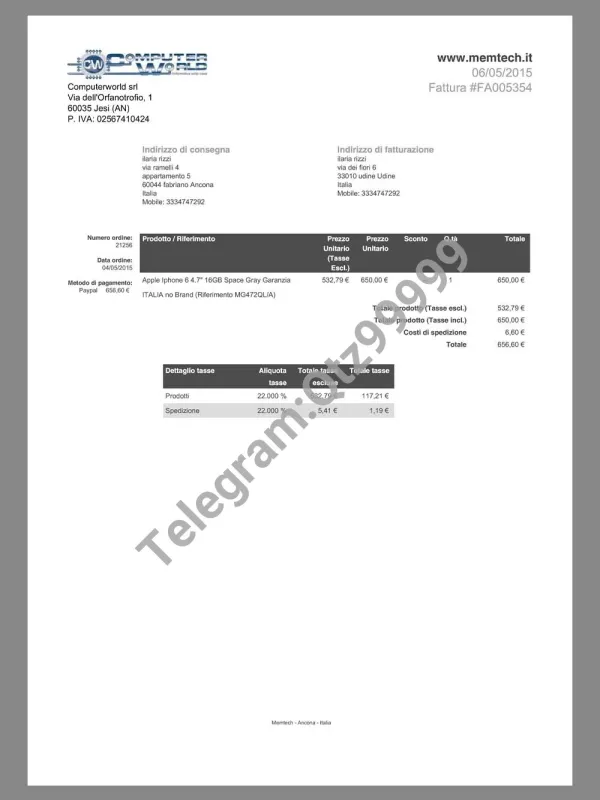 COMPUTER
WORLD
CW
Computerworld srl
Via dell'Orfanotrofio, 1
60035 Jesi (AN)
P. IVA: 02567410424
www.memtech.it
06/05/2015
Fattura #FA005354
Indirizzo di consegna
ilaria rizzi
via ramelli 4
appartamento 5
60044 fabriano Ancona
Italia
Mobile: 3334747292
Indirizzo di fatturazione
ilaria rizzi
via dei fiori 6
33010 udine Udine
Italia
Mobile: 3334747292
Numero ordine:
21256
Data ordine:
04/05/2015
Metodo di pagamento:
Paypal 656,60 €
Prodotto / Riferimento Prezzo Unitario (Tasse Escl.) Prezzo Unitario Sconto Q.tà Totale
Apple Iphone 6 4.7" 16GB Space Gray Garanzia 532,79 € 650,00 € 1 650,00 €
ITALIA no Brand (Riferimento MG472QL/A)
Totale prodotto (Tasse escl.) 532,79 €
Totale prodotto (Tasse incl.) 650,00 €
Costi di spedizione 6,60 €
Totale 656,60 €
Dettaglio tasse Aliquota tasse Totale tasse escluse Totale tasse
Prodotti 22.000 % 532,79 € 117,21 €
Spedizione 22.000 % 5,41 € 1,19 €
Telegram:Qtz99999
Memtech - Ancona - Italia